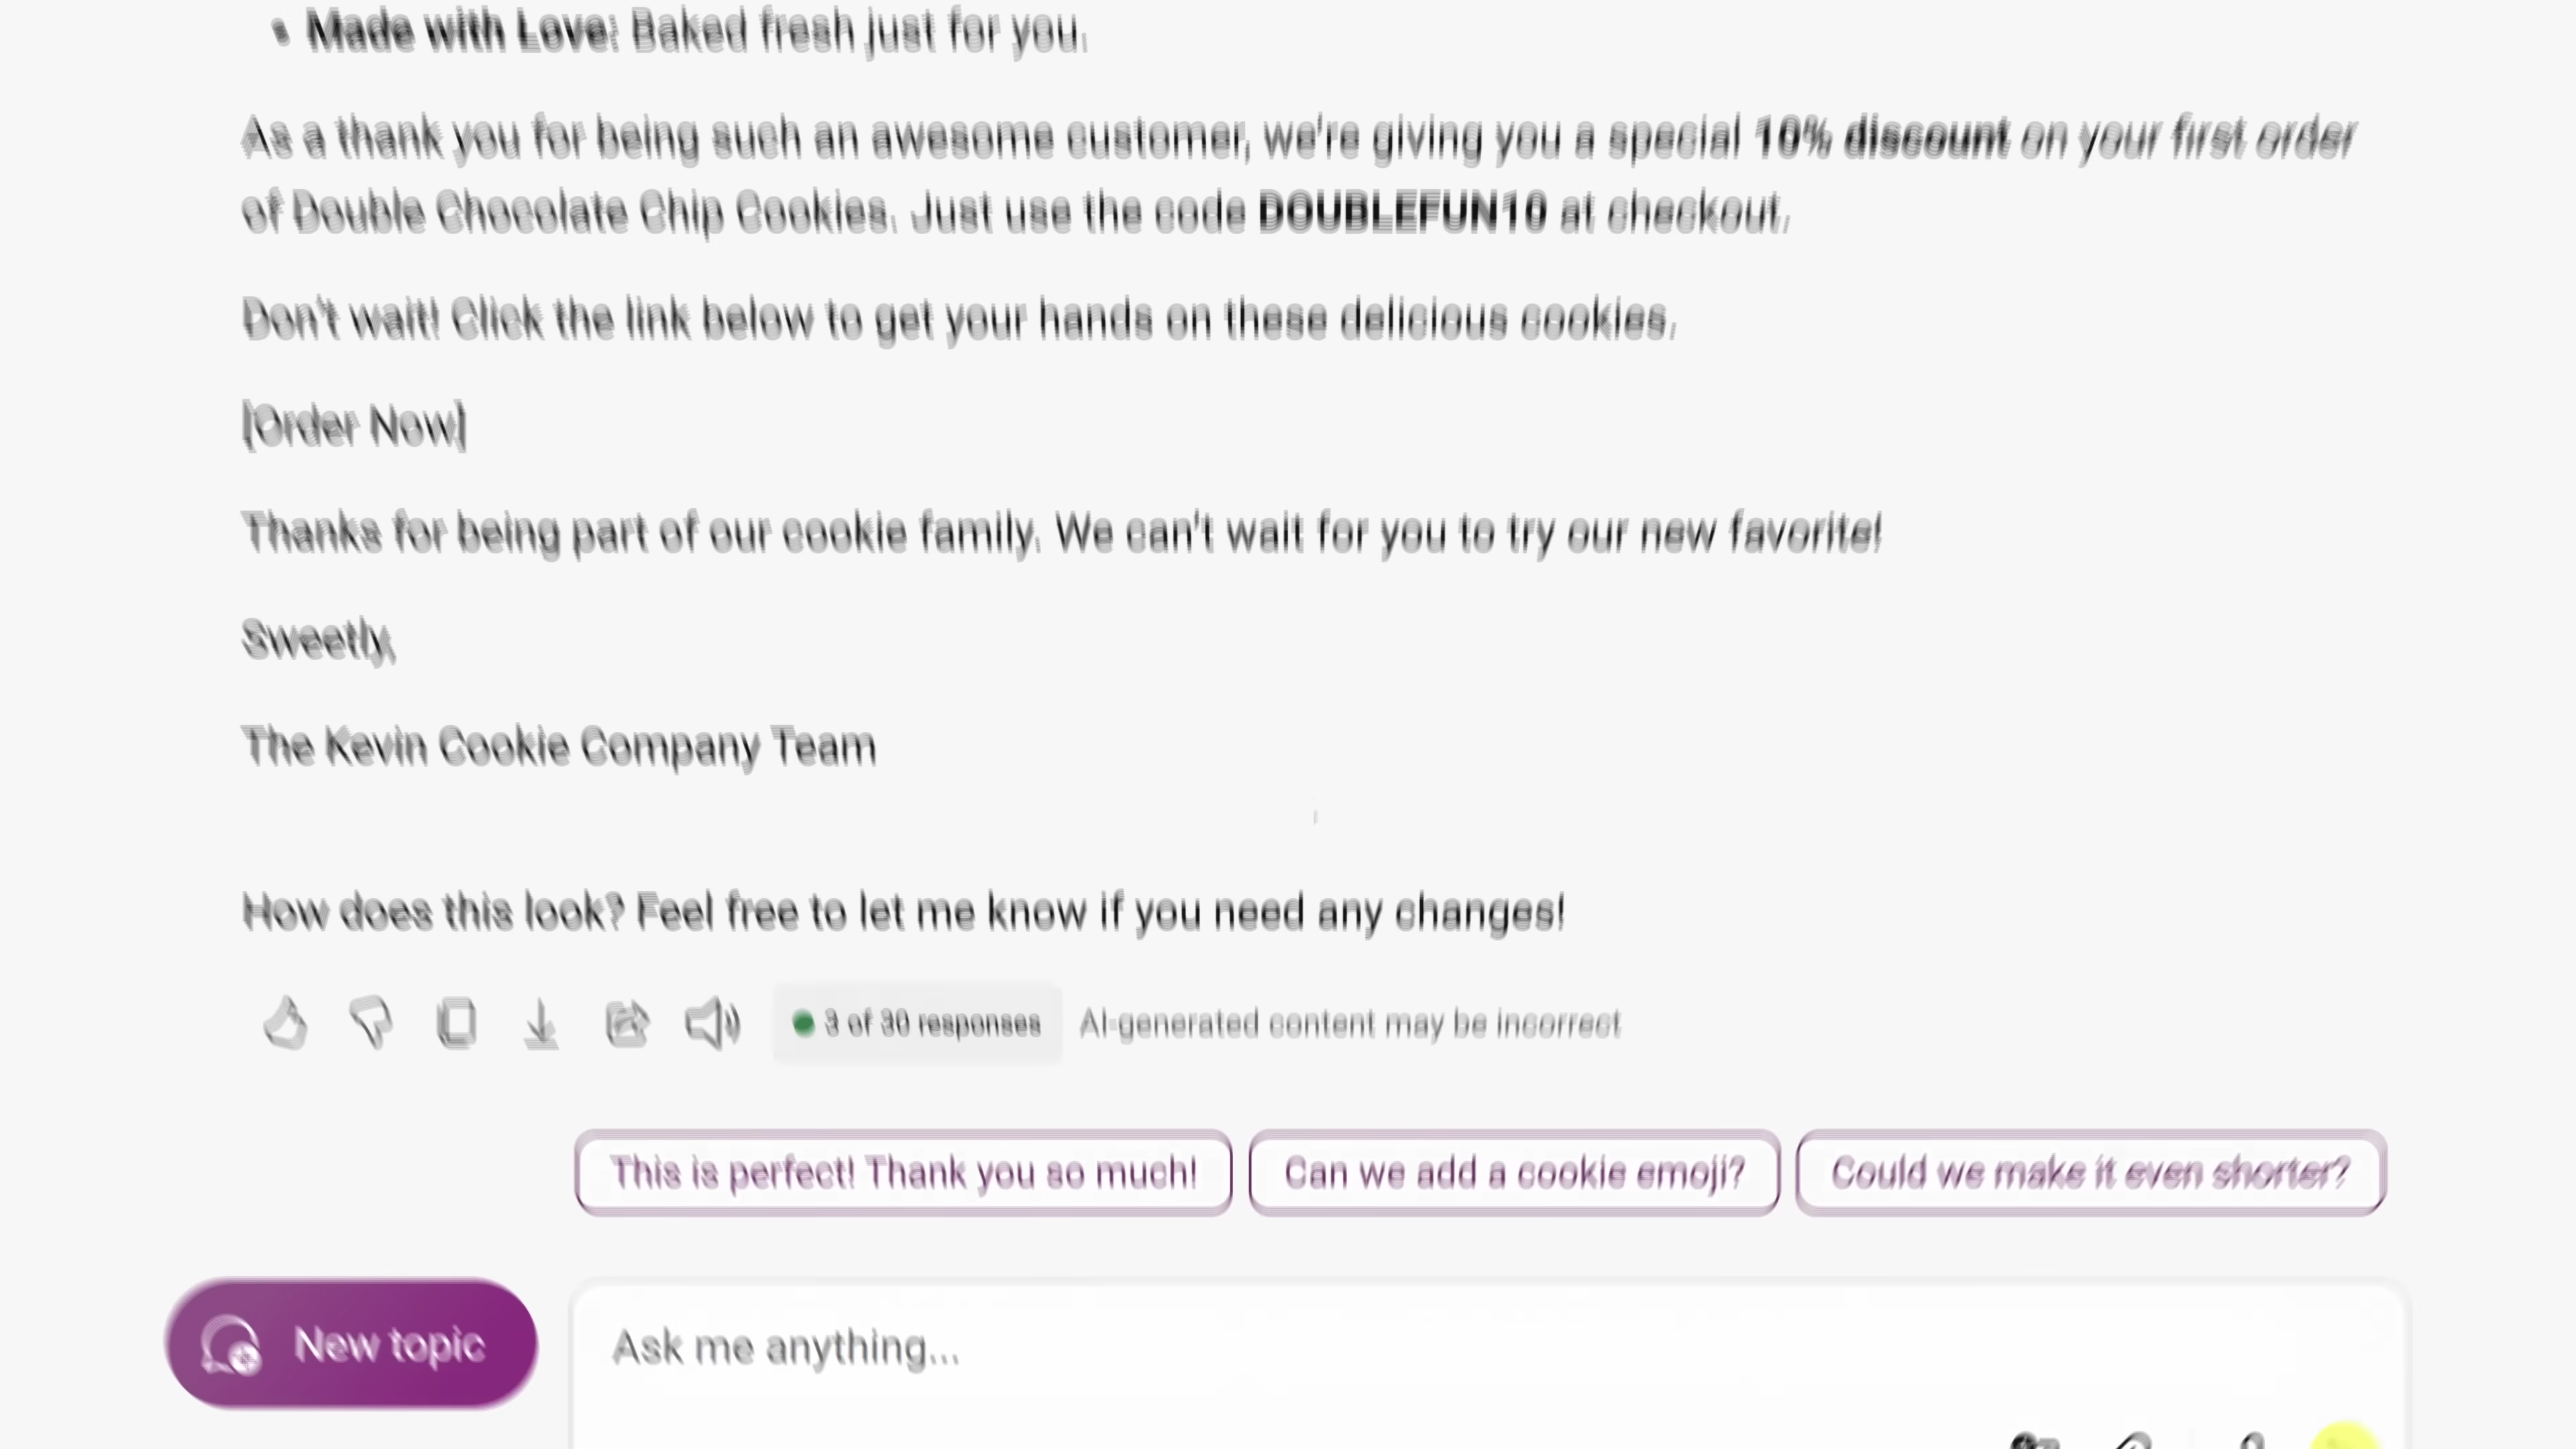 • Made with Love: Baked fresh just for you.
As a thank you for being such an awesome customer, we're giving you a special 10% discount on your first order
of Double Chocolate Chip Cookies. Just use the code DOUBLEFUN10 at checkout.
Don't wait! Click the link below to get your hands on these delicious cookies.
[Order Now]
Thanks for being part of our cookie family. We can't wait for you to try our new favorite!
Sweetly,
The Kevin Cookie Company Team
How does this look? Feel free to let me know if you need any changes!
3 of 30 responses AI-generated content may be incorrect
This is perfect! Thank you so much! Can we add a cookie emoji? Could we make it even shorter?
New topic Ask me anything...